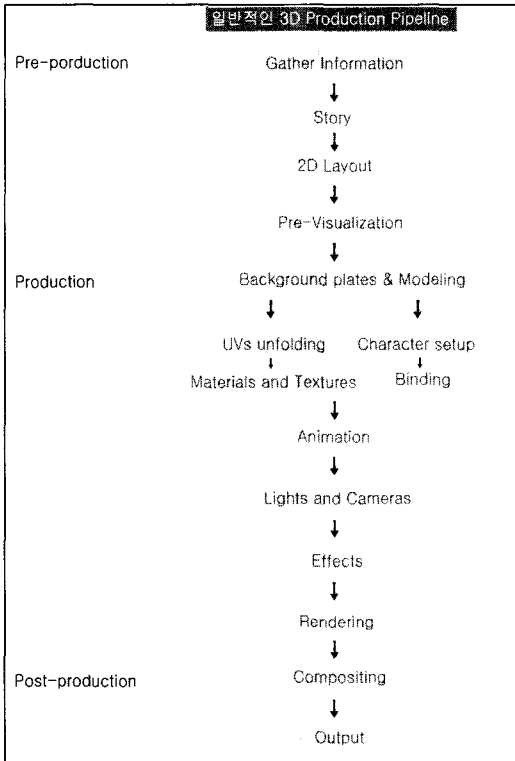 일반적인 3D Production Pipeline
Pre-porduction Gather Information
Story
2D Layout
Pre-Visualization
Production Background plates & Modeling
UVs unfolding Character setup
Materials and Textures Binding
Animation
Lights and Cameras
Effects
Rendering
Post-production Compositing
Output